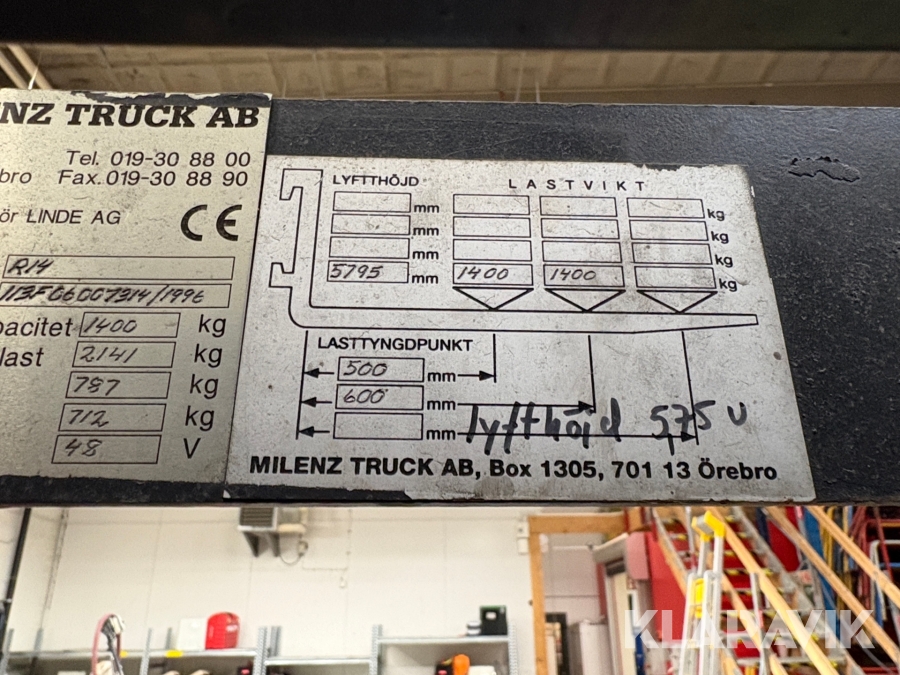 NZ TRUCK AB
Tel. 019-30 88 00
bro Fax. 019-30 88 90
ör LINDE AG CE
R14
113F06007314/1996
pacitet 1400 kg
last 2141 kg
787 kg
712 kg
48 V
LYFTTHÖJD LASTVIKT
mm kg
mm kg
mm kg
5795 mm 1400 1400 kg
LASTTYNGDPUNKT
500 mm
600 mm
mm
lyfthöjd 575
MILENZ TRUCK AB, Box 1305, 701 13 Örebro
KLARAVIK